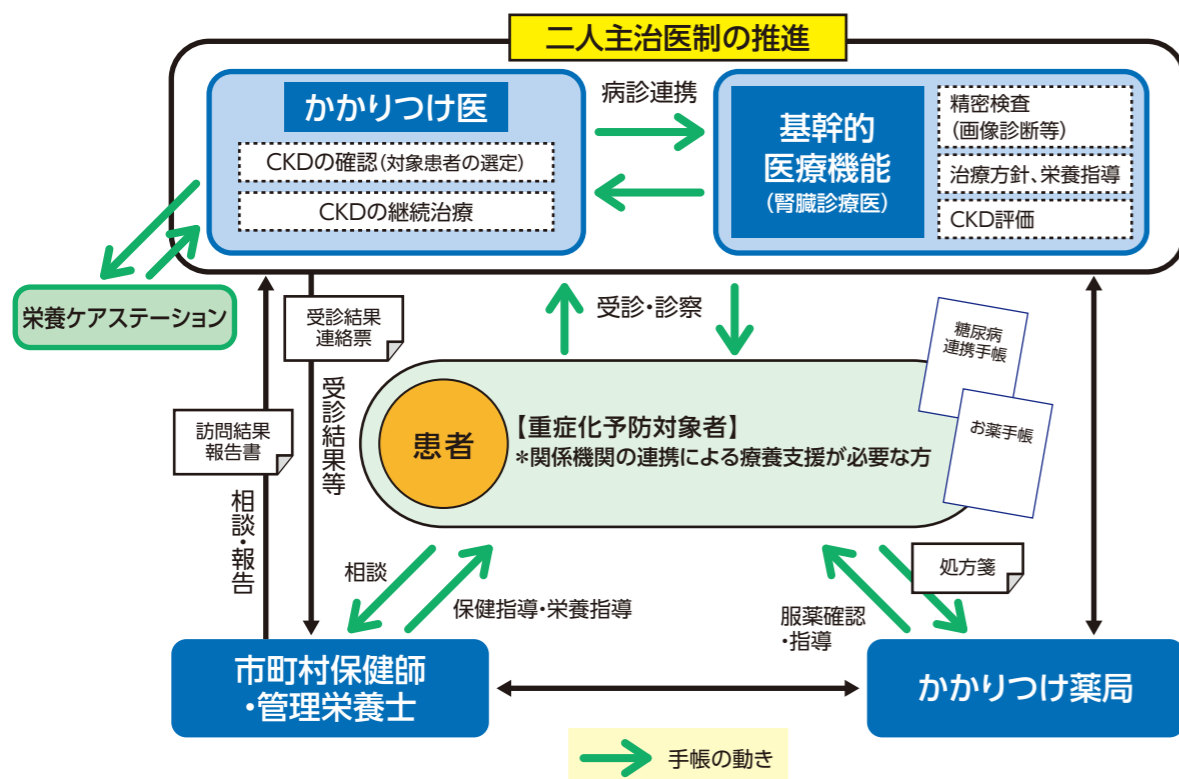 二人主治医制の推進
かかりつけ医
CKDの確認(対象患者の選定)
CKDの継続治療
病診連携
基幹的
医療機能
(腎臓診療医)
精密検査
(画像診断等)
治療方針、栄養指導
CKD評価
栄養ケアステーション
受診結果
連絡票
受診結果等
訪問結果
報告書
相談・報告
受診・診察
糖尿病
連携手帳
お薬手帳
患者
【重症化予防対象者】
*関係機関の連携による療養支援が必要な方
相談
保健指導・栄養指導
処方箋
服薬確認
・指導
市町村保健師
・管理栄養士
かかりつけ薬局
手帳の動き